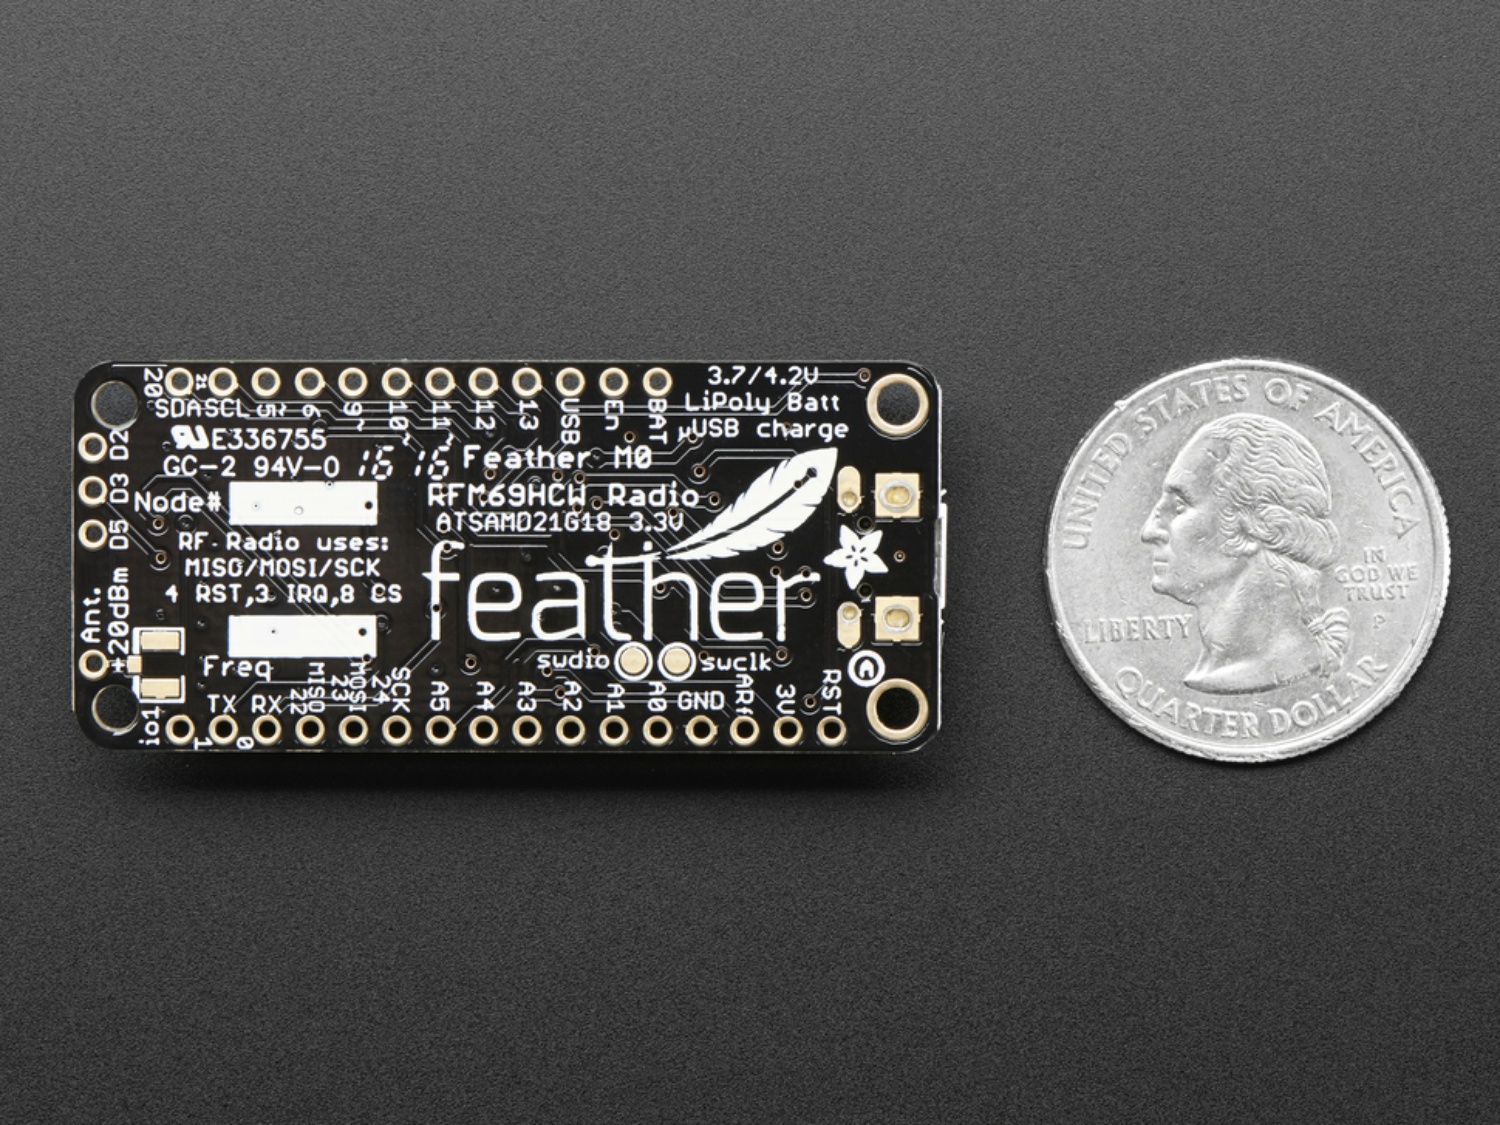 20 21
SDA SCL 5~ 6 9~ 10~ 11~ 12 13 USB En BAT
3.7/4.2V
LiPoly Batt
µUSB charge
E336755
GC-2 94V-0 16 16
Feather M0
RFM69HCW Radio
ATSAMD21G18 3.3V
D2
D3
D5
Node#
RF Radio uses:
MISO/MOSI/SCK
4 RST,3 IRQ,8 CS
feather
Ant.
+20dBm
Freq
swdio swclk
TX RX MISO MOSI SCK A5 A4 A3 A2 A1 A0 GND ARf 3V RST
io1 1 0 22 23 24
UNITED STATES OF AMERICA
IN
GOD WE
TRUST
P
LIBERTY
QUARTER DOLLAR